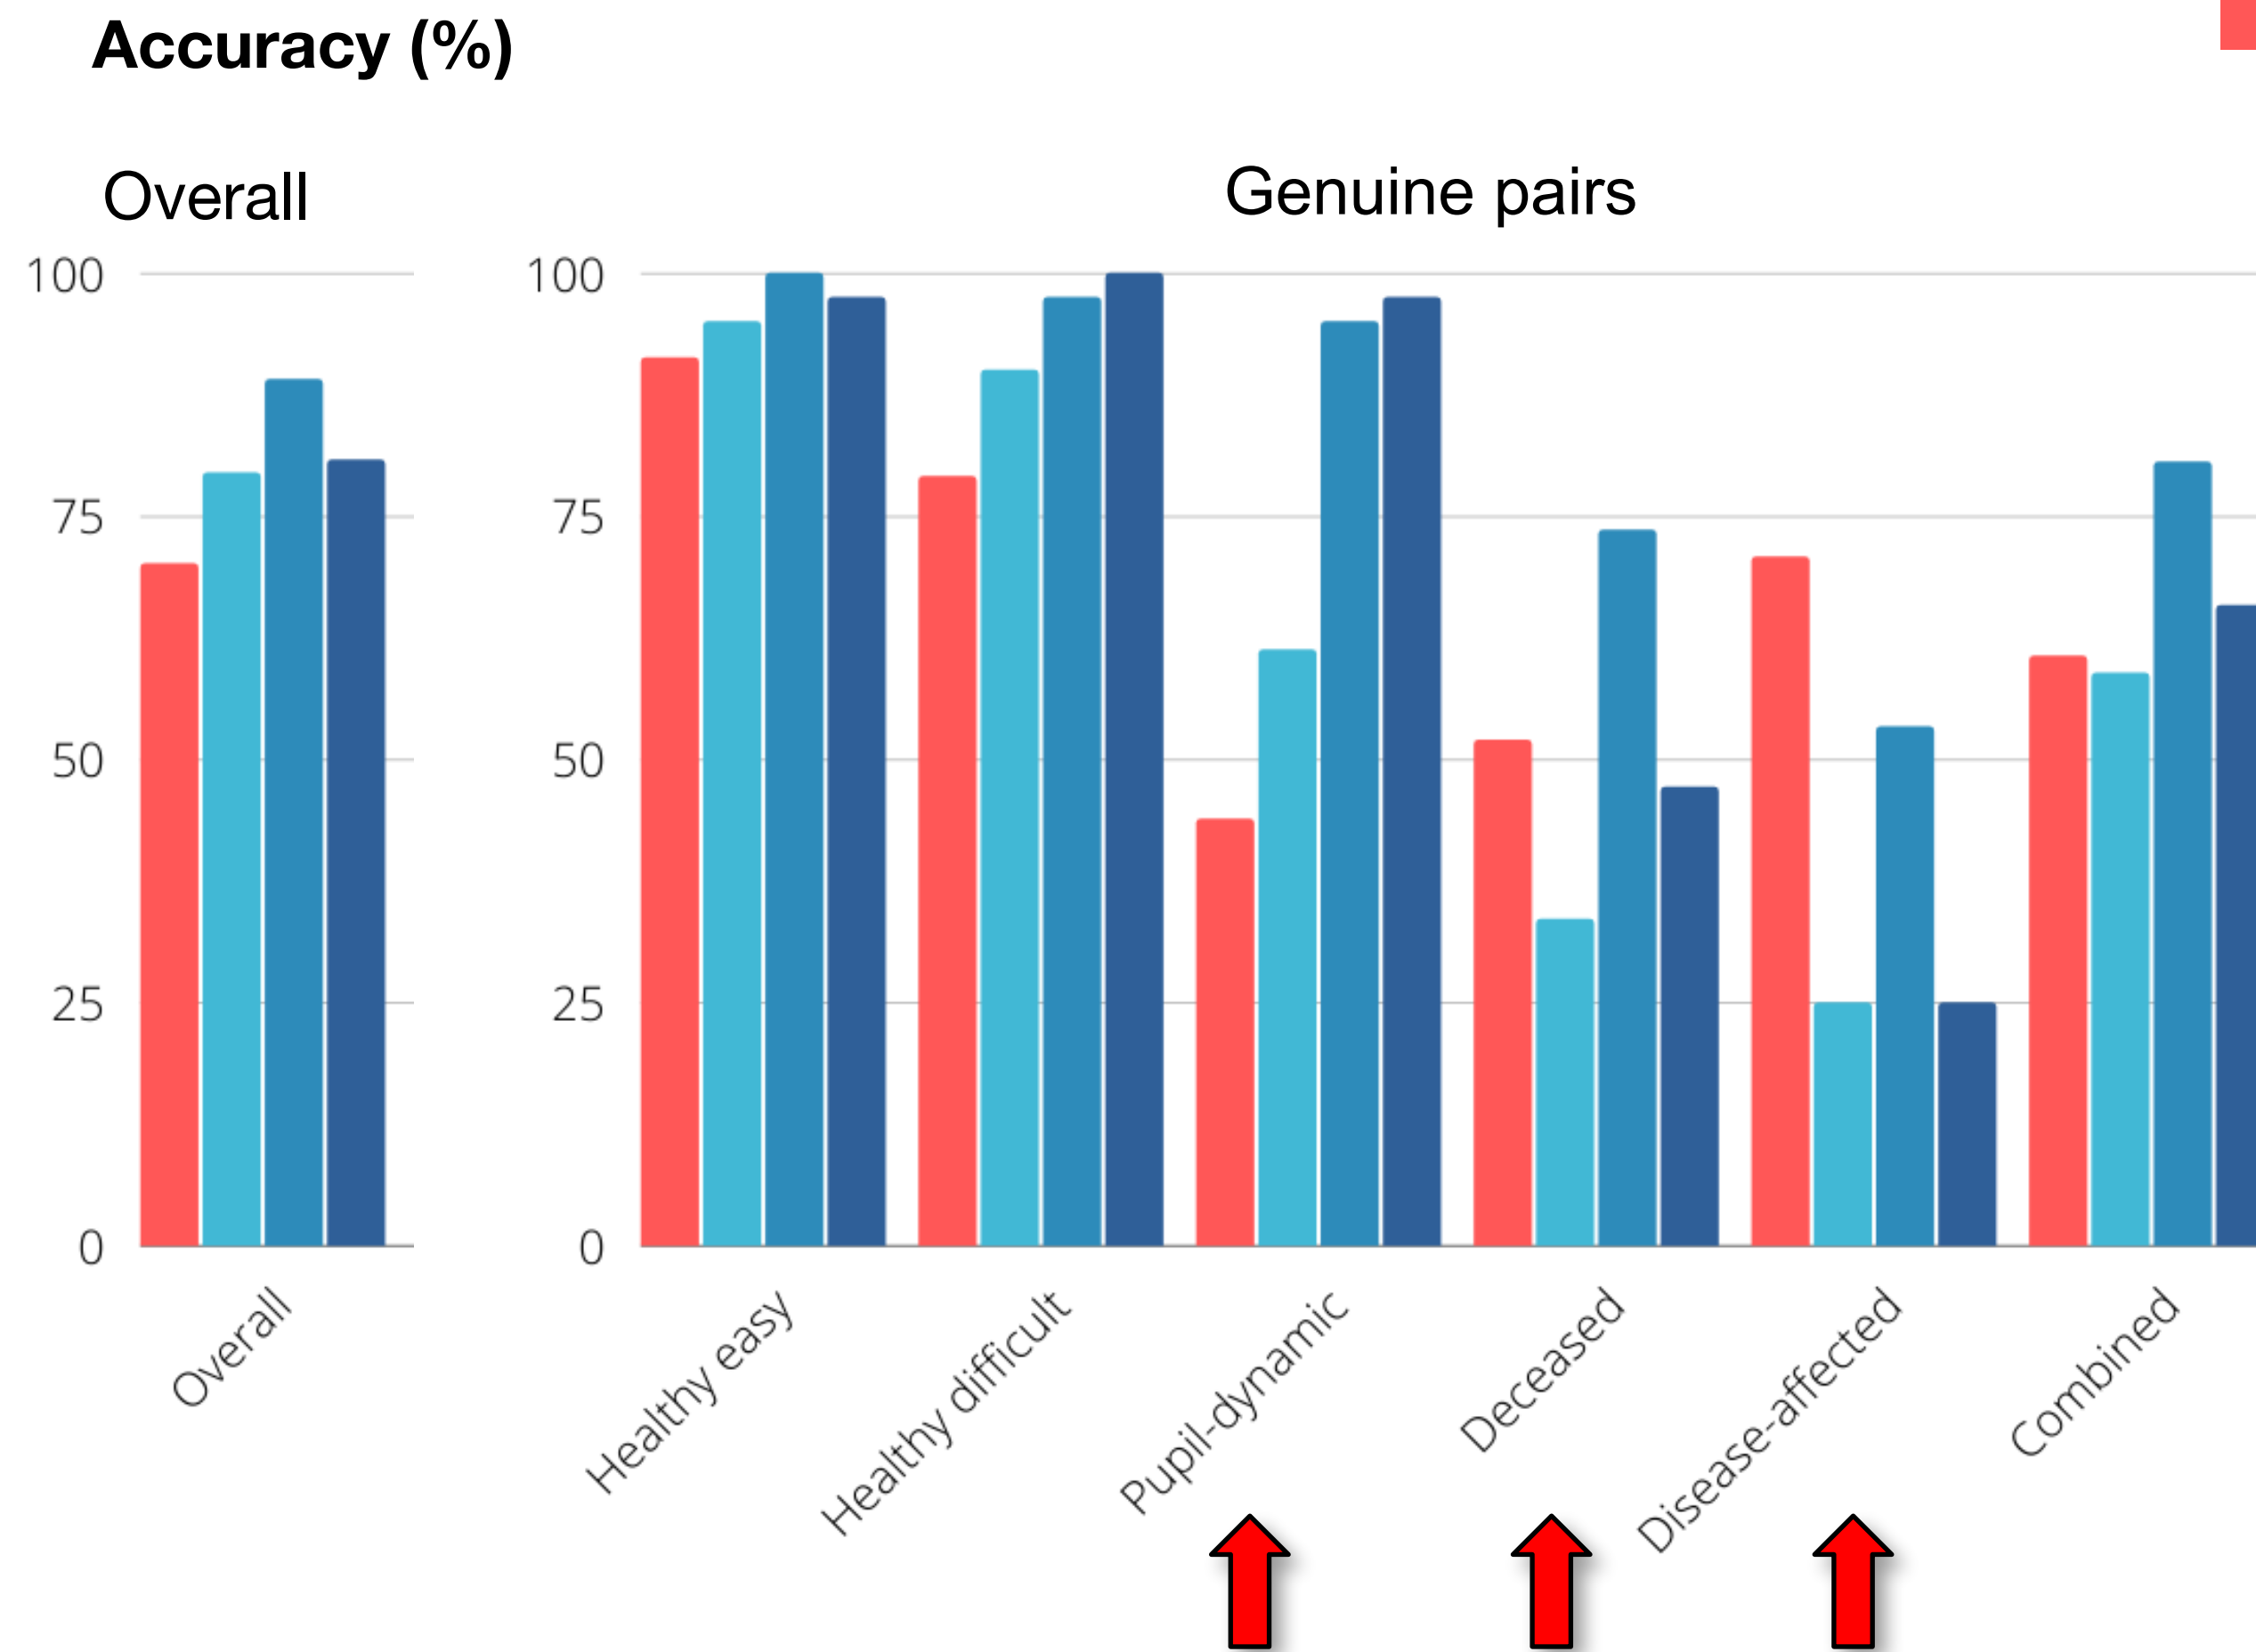 Accuracy (%)
Overall
Genuine pairs
100
75
50
25
0
100
75
50
25
0
Overall
Healthy easy
Healthy difficult
Pupil-dynamic
Deceased
Disease-affected
Combined